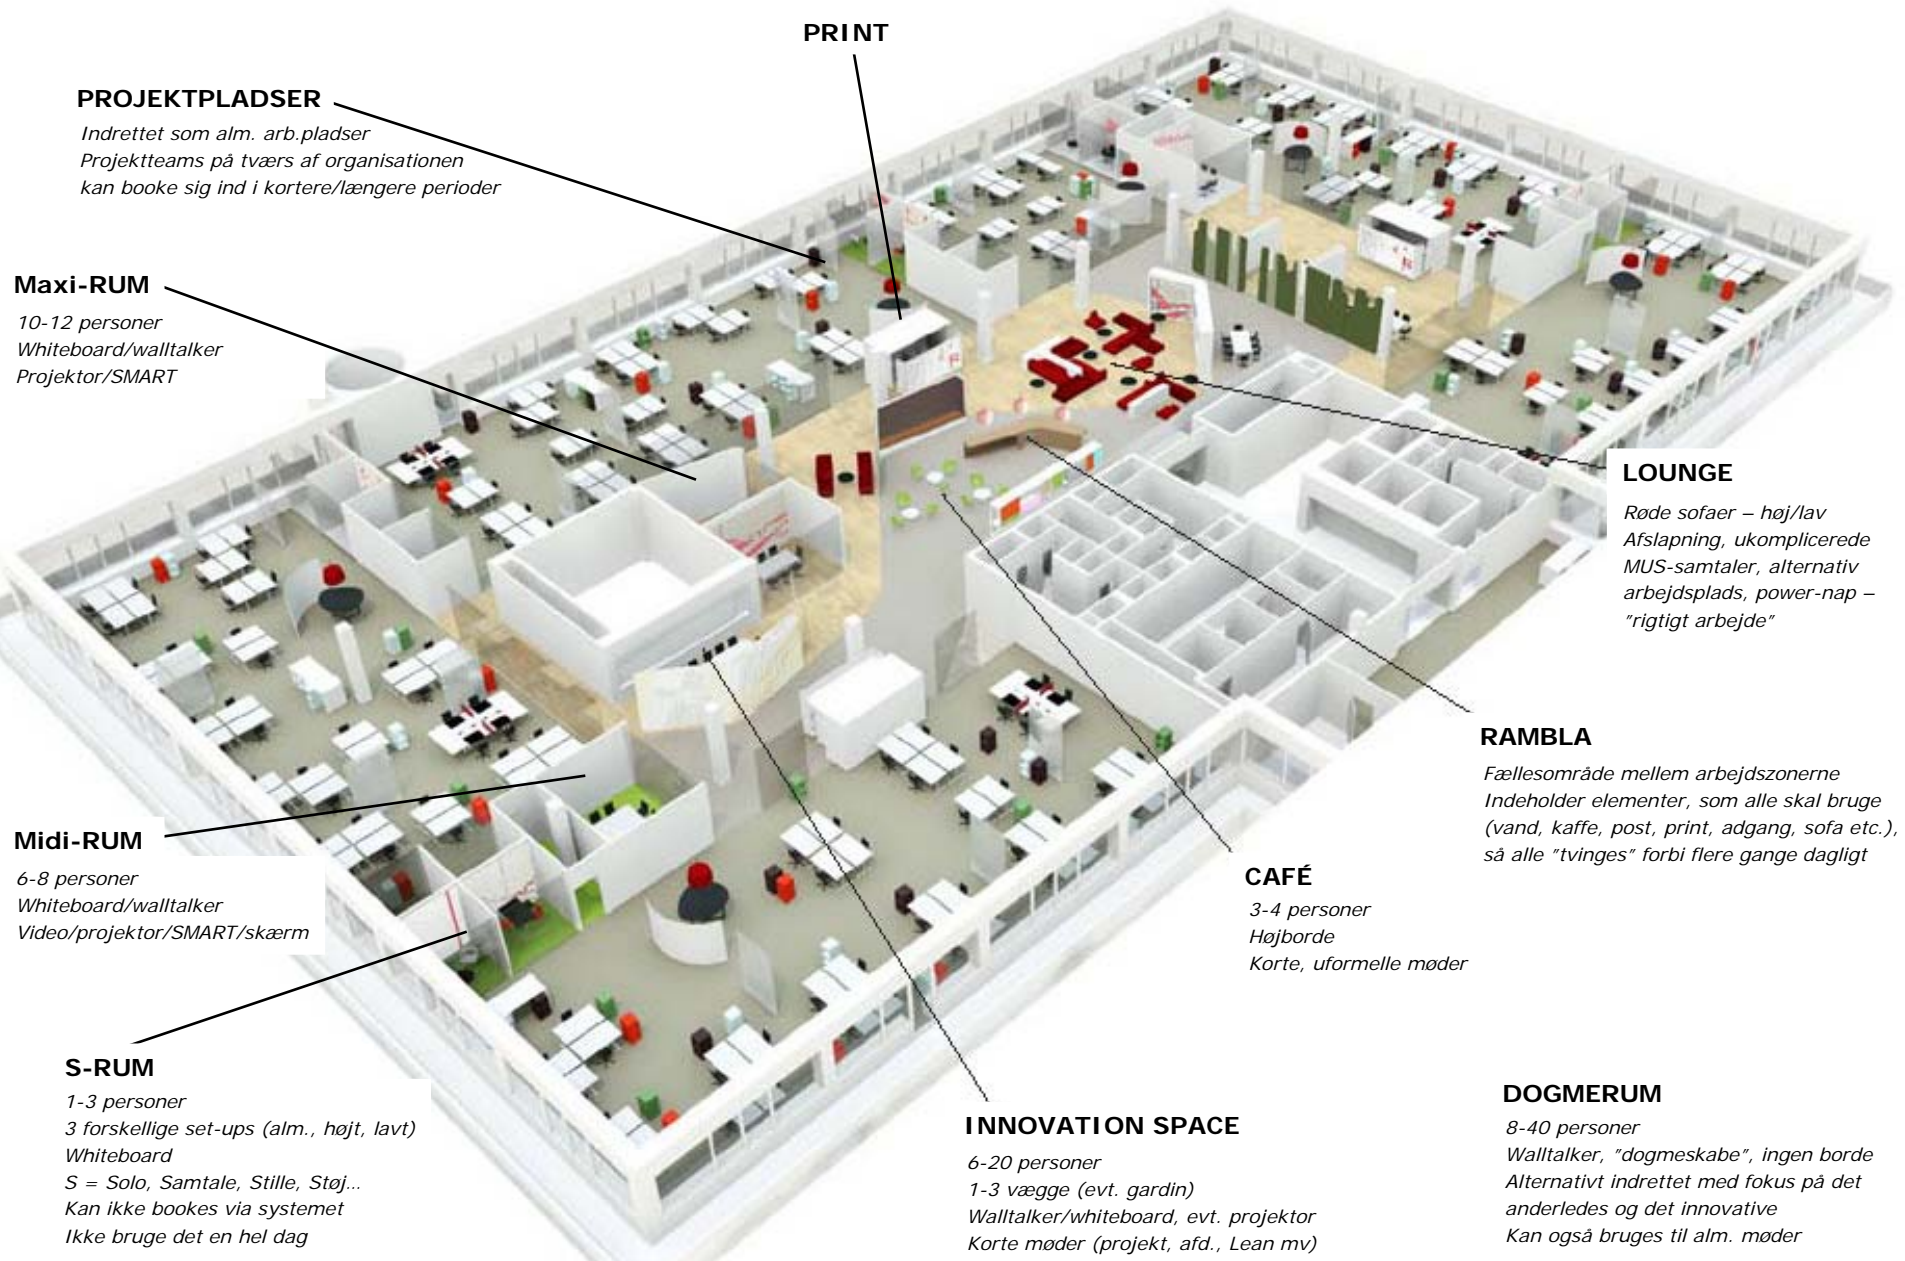 PRINT
PROJEKTPLADSER
Indrettet som alm. arb.pladser
Projektteams på tværs af organisationen
kan booke sig ind i kortere/længere perioder
Maxi-RUM
10-12 personer
Whiteboard/walltalker
Projektor/SMART
LOUNGE
Røde sofaer – høj/lav
Afslapning, ukomplicerede
MUS-samtaler, alternativ
arbejdsplads, power-nap –
"rigtigt arbejde"
RAMBLA
Fællesområde mellem arbejdszonerne
Indeholder elementer, som alle skal bruge
(vand, kaffe, post, print, adgang, sofa etc.),
så alle "tvinges" forbi flere gange dagligt
Midi-RUM
6-8 personer
Whiteboard/walltalker
Video/projektor/SMART/skærm
CAFÉ
3-4 personer
Højborde
Korte, uformelle møder
S-RUM
1-3 personer
3 forskellige set-ups (alm., højt, lavt)
Whiteboard
S = Solo, Samtale, Stille, Støj...
Kan ikke bookes via systemet
Ikke bruge det en hel dag
INNOVATION SPACE
6-20 personer
1-3 vægge (evt. gardin)
Walltalker/whiteboard, evt. projektor
Korte møder (projekt, afd., Lean mv)
DOGMERUM
8-40 personer
Walltalker, "dogmeskabe", ingen borde
Alternativt indrettet med fokus på det
anderledes og det innovative
Kan også bruges til alm. møder